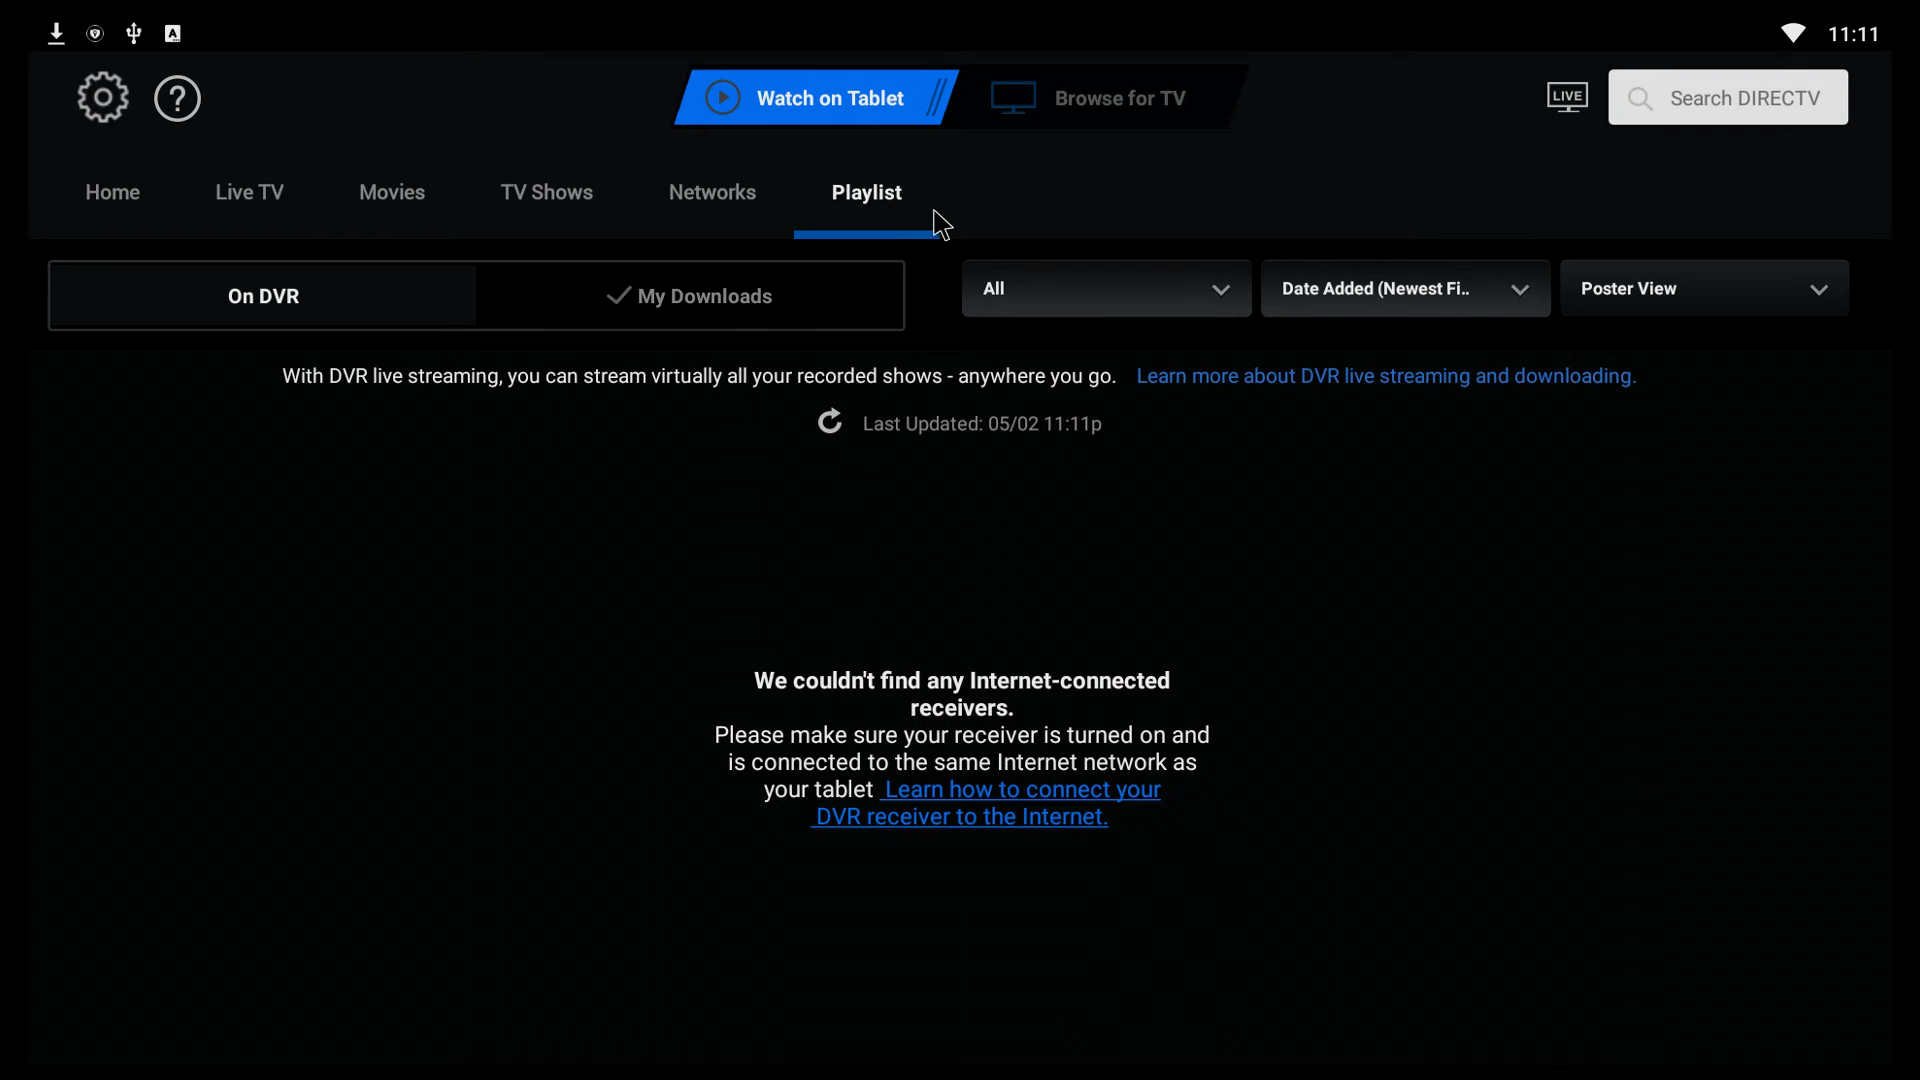 A
11:11
?
Watch on Tablet
Browse for TV
LIVE
Search DIRECTV
Home
Live TV
Movies
TV Shows
Networks
Playlist
On DVR
My Downloads
All
Date Added (Newest Fi..
Poster View
With DVR live streaming, you can stream virtually all your recorded shows - anywhere you go. Learn more about DVR live streaming and downloading.
Last Updated: 05/02 11:11p
We couldn't find any Internet-connected
receivers.
Please make sure your receiver is turned on and
is connected to the same Internet network as
your tablet Learn how to connect your
DVR receiver to the Internet.